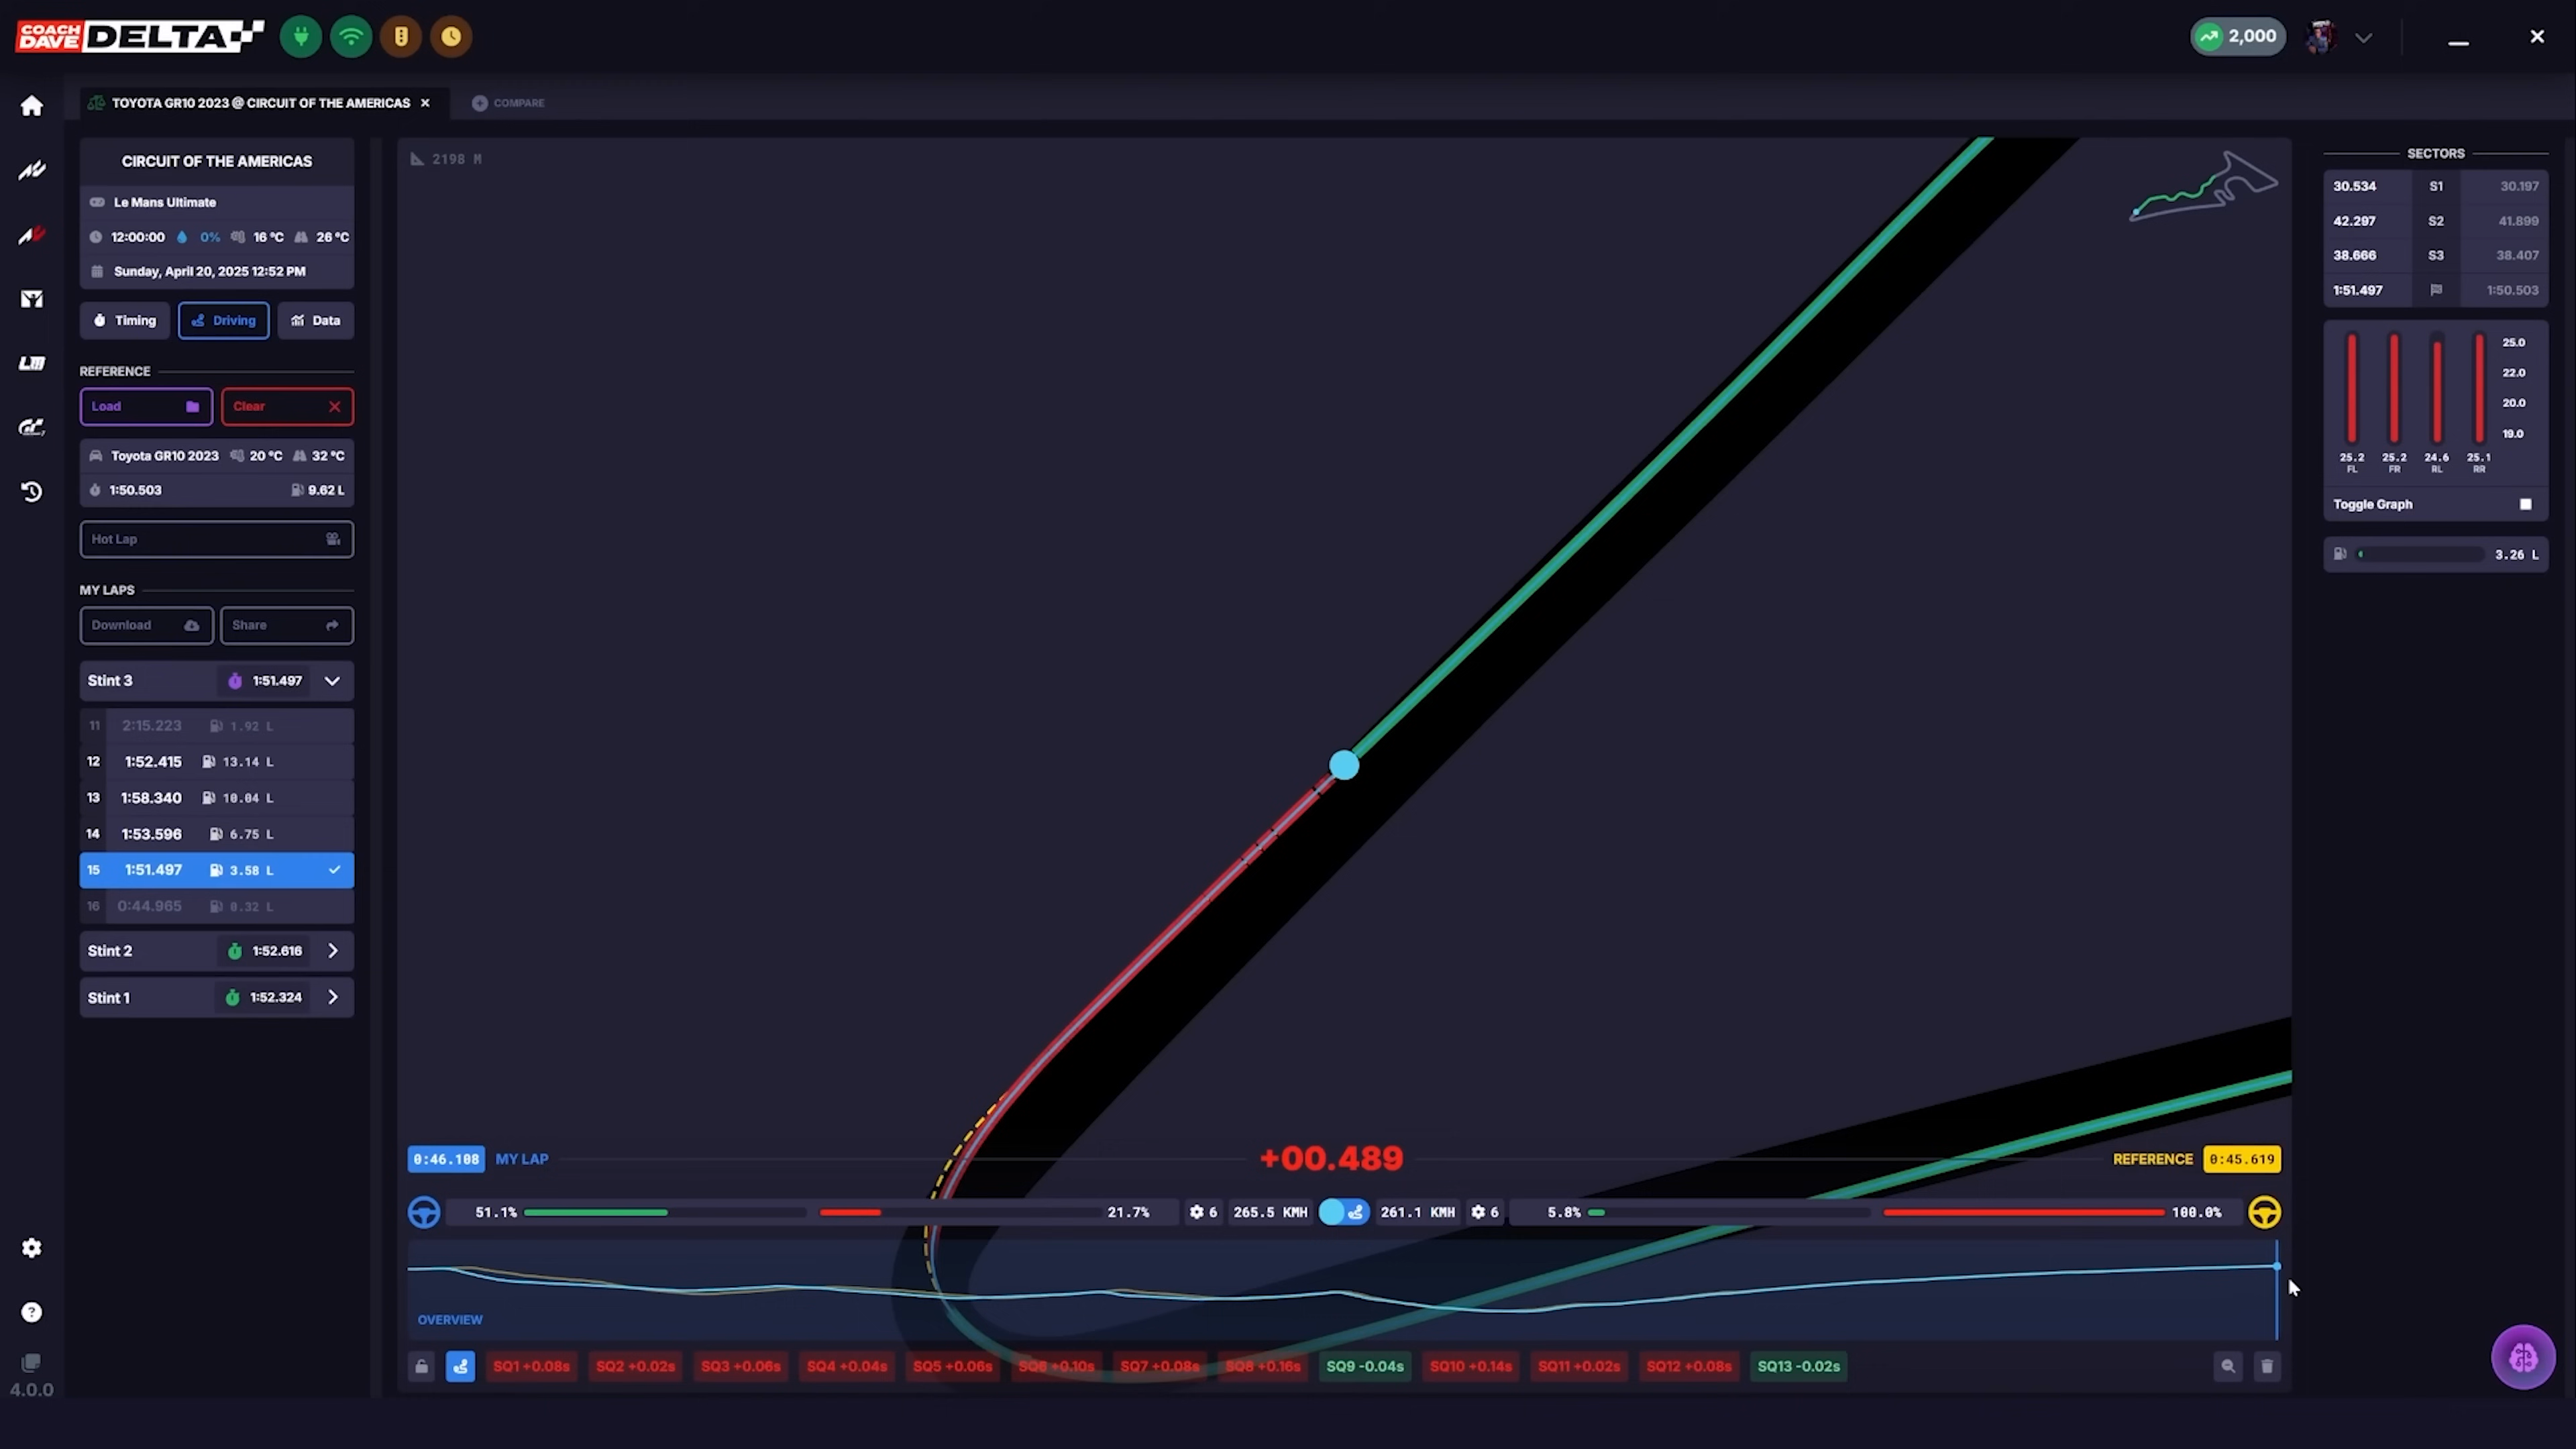 COACH DAVE DELTA
2,000
TOYOTA GR10 2023 @ CIRCUIT OF THE AMERICAS
COMPARE
CIRCUIT OF THE AMERICAS
Le Mans Ultimate
12:00:00 0% 16 °C 26 °C
Sunday, April 20, 2025 12:52 PM
Timing Driving Data
REFERENCE
Load Clear
Toyota GR10 2023 20 °C 32 °C
1:50.503 9.62 L
Hot Lap
MY LAPS
Download Share
Stint 3 1:51.497
11 2:15.223 1.92 L
12 1:52.415 13.14 L
13 1:58.340 10.04 L
14 1:53.596 6.75 L
15 1:51.497 3.58 L
16 0:44.965 0.32 L
Stint 2 1:52.616
Stint 1 1:52.324
4.0.0
2198 M
0:46.108 MY LAP +00.489 REFERENCE 0:45.619
51.1% 21.7% 6 265.5 KMH 261.1 KMH 6 5.8% 100.0%
OVERVIEW
SQ1 +0.08s SQ2 +0.02s SQ3 +0.06s SQ4 +0.04s SQ5 +0.06s SQ6 +0.10s SQ7 +0.08s SQ8 +0.16s SQ9 -0.04s SQ10 +0.14s SQ11 +0.02s SQ12 +0.08s SQ13 -0.02s
SECTORS
30.534 S1 30.197
42.297 S2 41.899
38.666 S3 38.407
1:51.497 1:50.503
25.0
22.0
20.0
19.0
25.2 25.2 24.6 25.1
FL FR RL RR
Toggle Graph
3.26 L